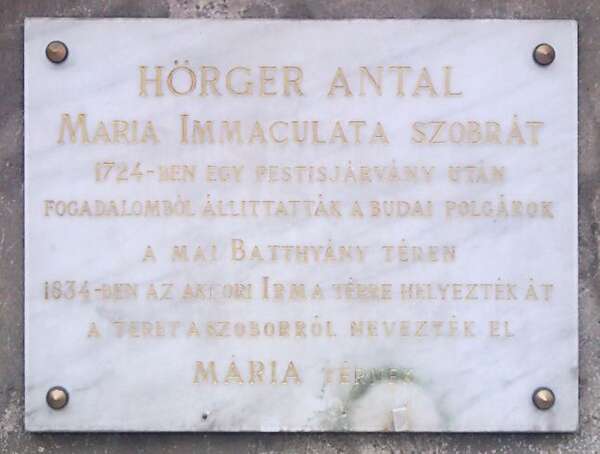 HÖRGER ANTAL
MARIA IMMACULATA SZOBRÁT
1724-BEN EGY PESTISJÁRVÁNY UTÁN
FOGADALOMBÓL ÁLLITTATTÁK A BUDAI POLGÁROK
A MAI BATTHYÁNY TÉREN
1834-BEN AZ AKKORI IRMA TÉRRE HELYEZTÉK ÁT
A TERET A SZOBORRÓL NEVEZTÉK EL
MÁRIA TÉRNEK